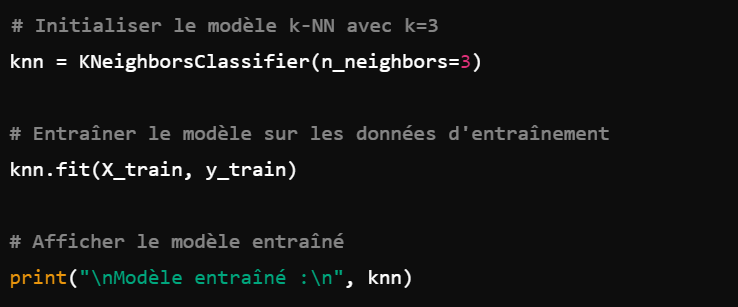 # Initialiser le modèle k-NN avec k=3
knn = KNeighborsClassifier(n_neighbors=3)
# Entraîner le modèle sur les données d'entraînement
knn.fit(X_train, y_train)
# Afficher le modèle entraîné
print("\nModèle entraîné :\n", knn)